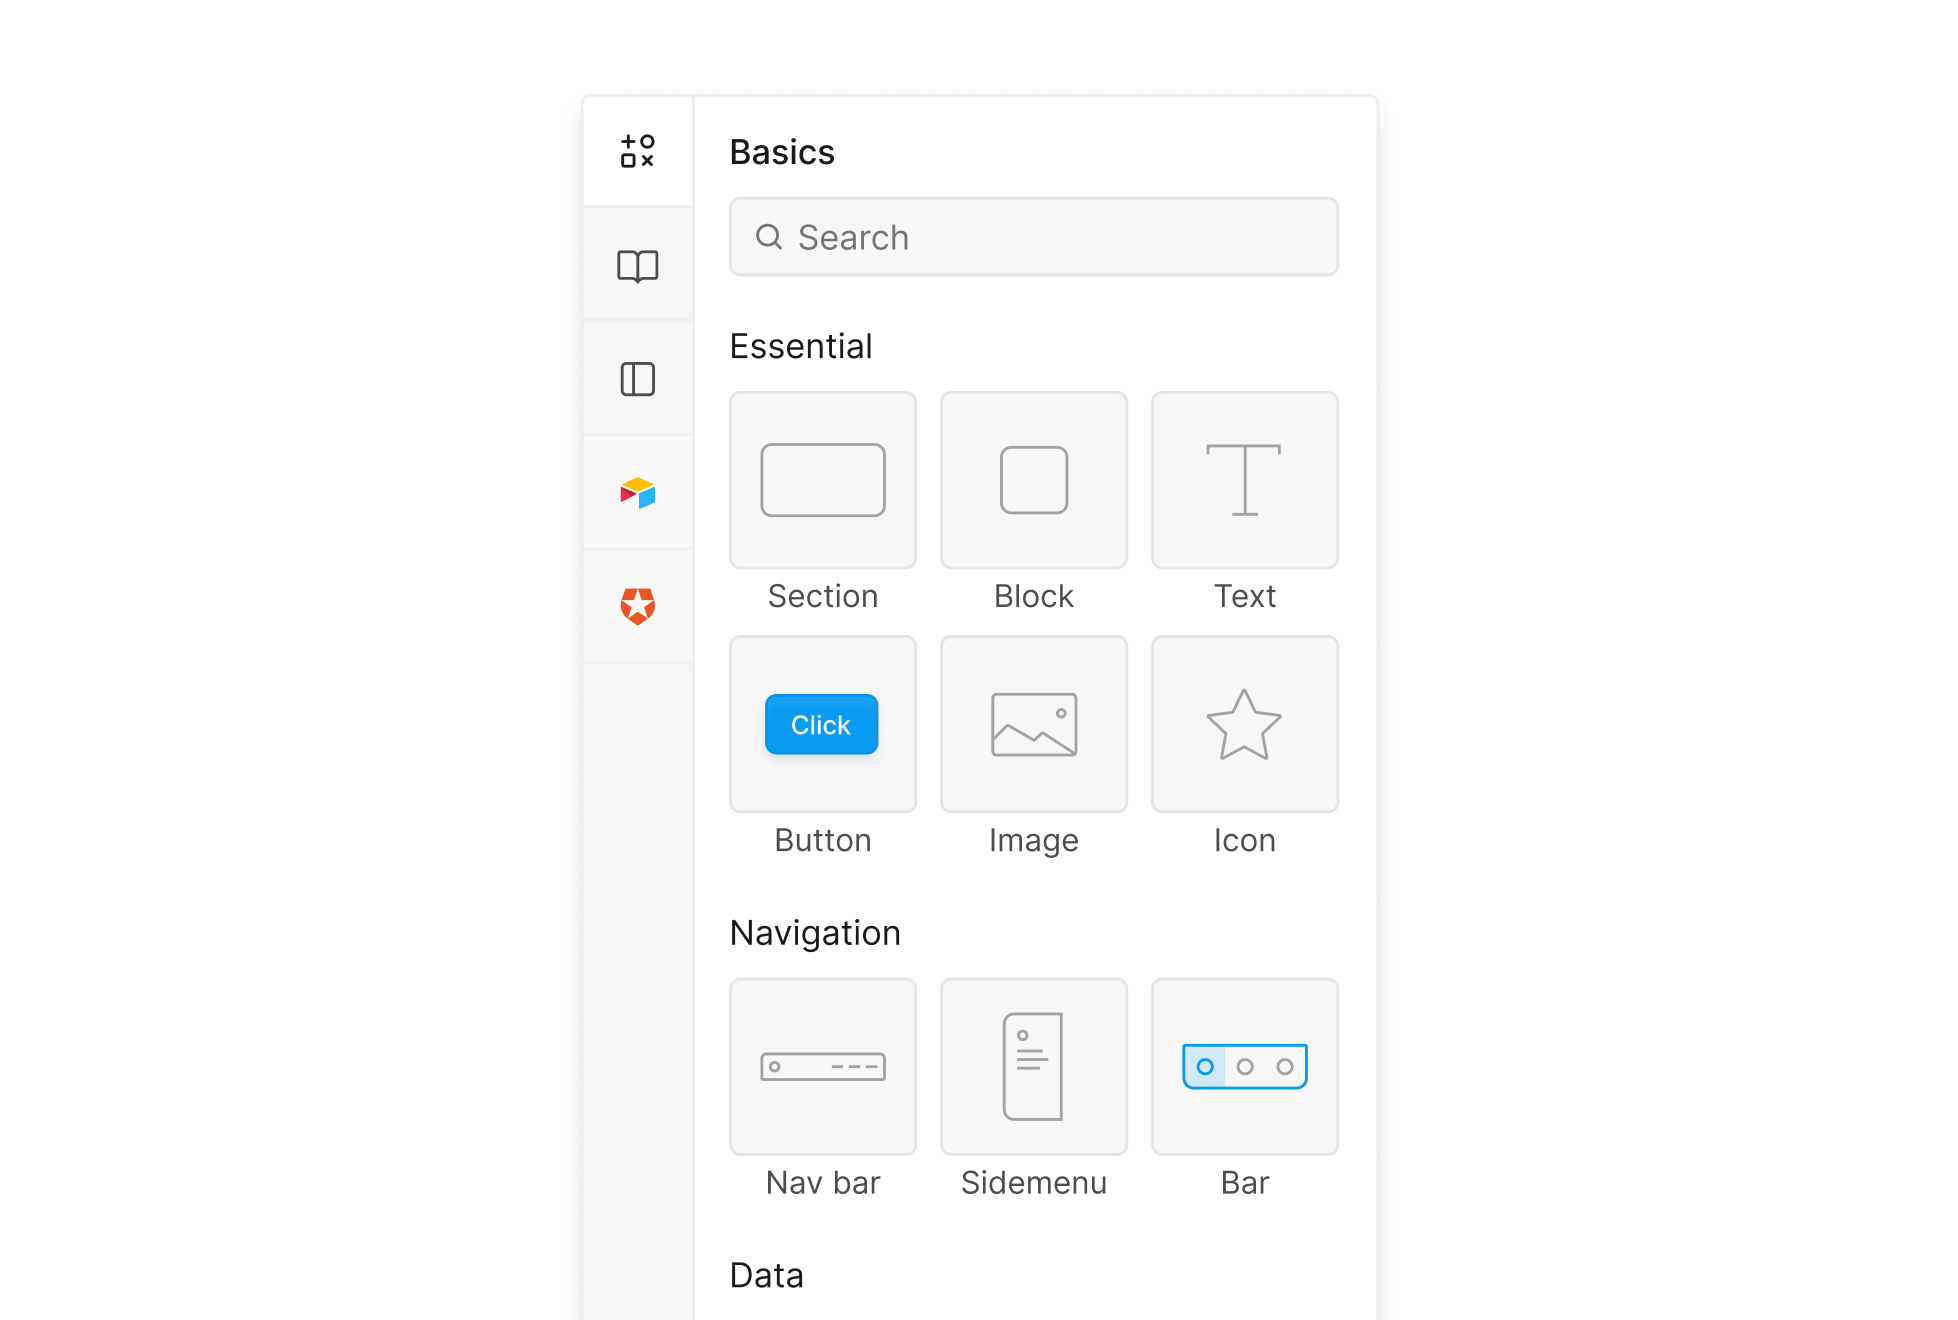 Basics
Search
Essential
Section Block Text
Click
Button Image Icon
Navigation
Nav bar Sidemenu Bar
Data